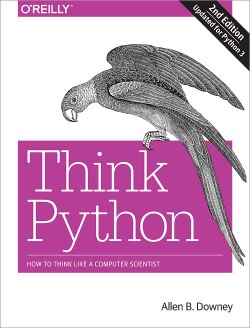 O'REILLY®
2nd Edition
Updated for Python 3
Think
Python
HOW TO THINK LIKE A COMPUTER SCIENTIST
Allen B. Downey